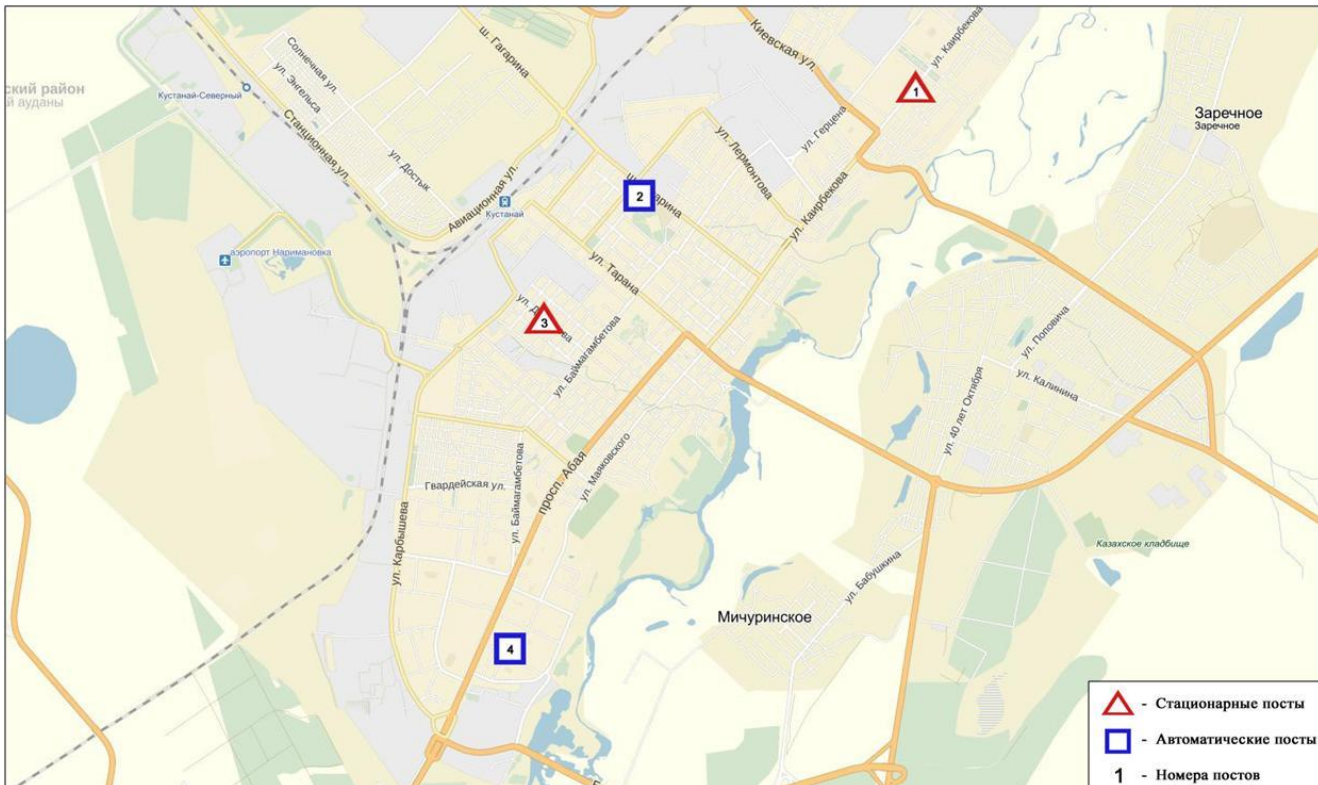 ш. Гагарина
Киевская ул.
ул. Каирбекова
Солнечная ул.
ул. Энгельса
ский район
й ауданы
Кустанай-Северный
1
Заречное
Заречное
Станционная ул.
ул. Герцена
ул. Лермонтова
ул. Достык
2
Авиационная ул.
Кустанай
ул. Каирбекова
аэропорт Наримановка
ул. Тарана
3
ул. Баймагамбетова
ул. Поповича
ул. Калинина
ул. 40 лет Октября
ул. Маяковского
просп. Абая
Гвардейская ул.
ул. Баймагамбетова
ул. Карбышева
Казахское кладбище
ул. Бабушкина
Мичуринское
4
- Стационарные посты
- Автоматические посты
1 - Номера постов